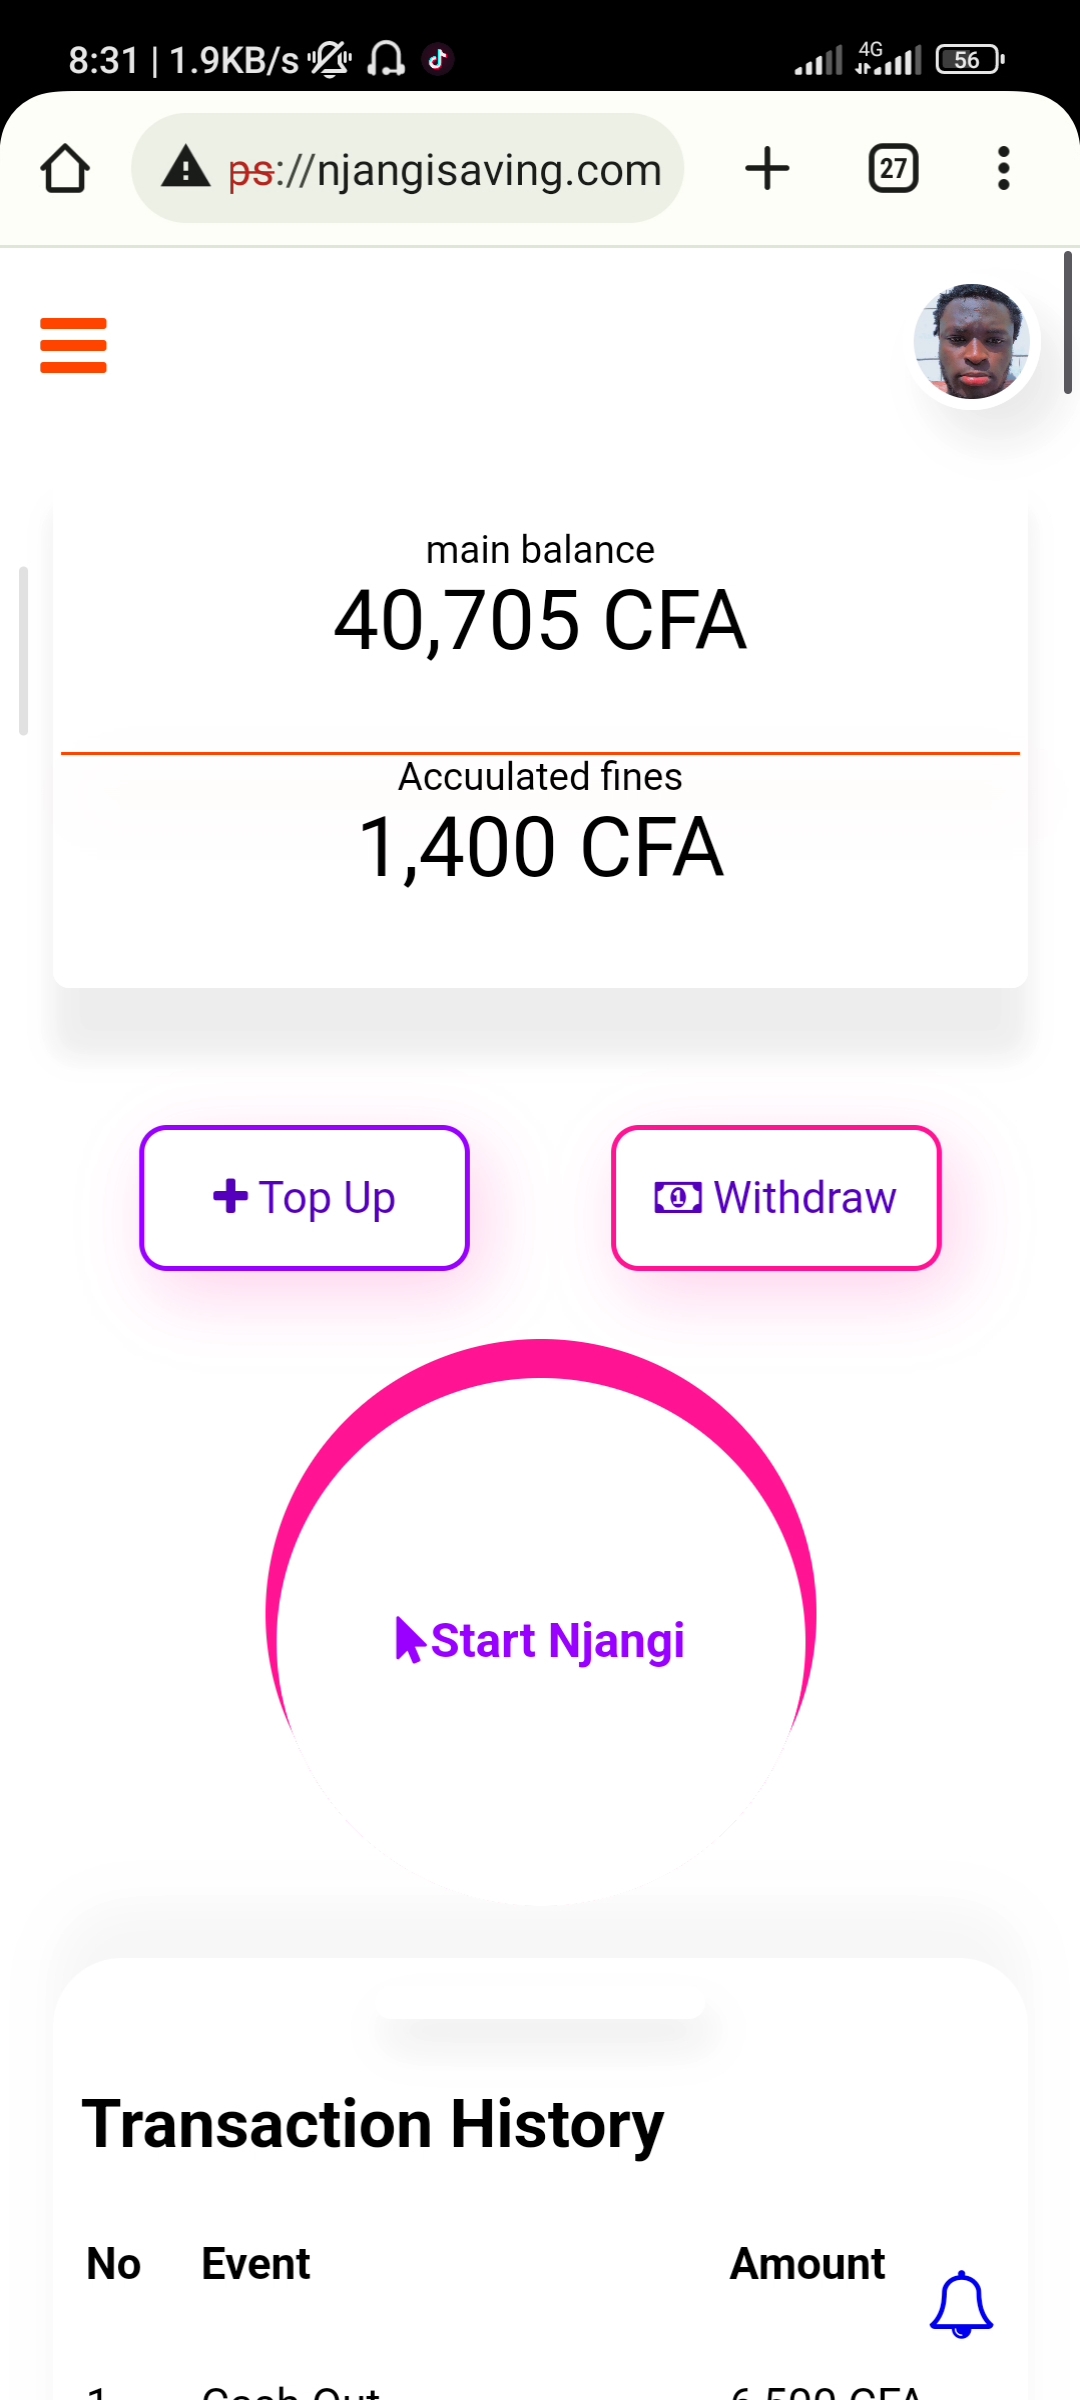 8:31 | 1.9KB/s 4G 56
ps://njangisaving.com 27
main balance
40,705 CFA
Accuulated fines
1,400 CFA
Top Up Withdraw
Start Njangi
Transaction History
No Event Amount
1 Cash Out 6,500 CFA